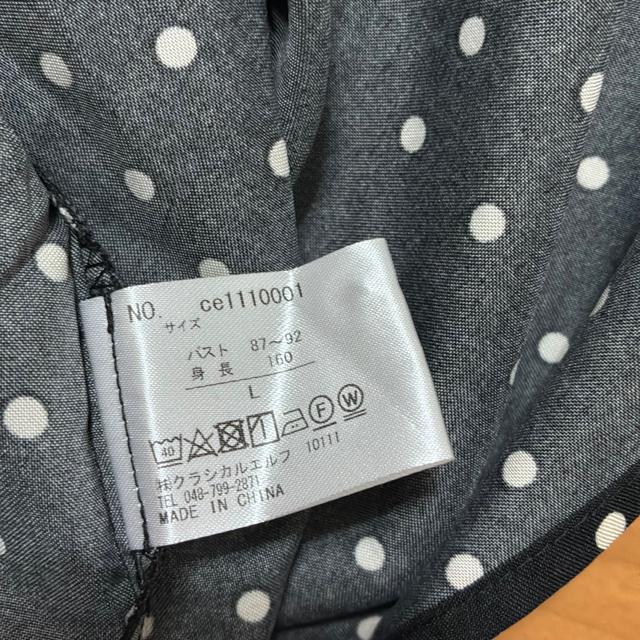 NO. ce1110001
サイズ
バスト 87～92
身長 160
L
40 F W
㈱クラシカルエルフ 10111
TEL 048-799-2871
MADE IN CHINA